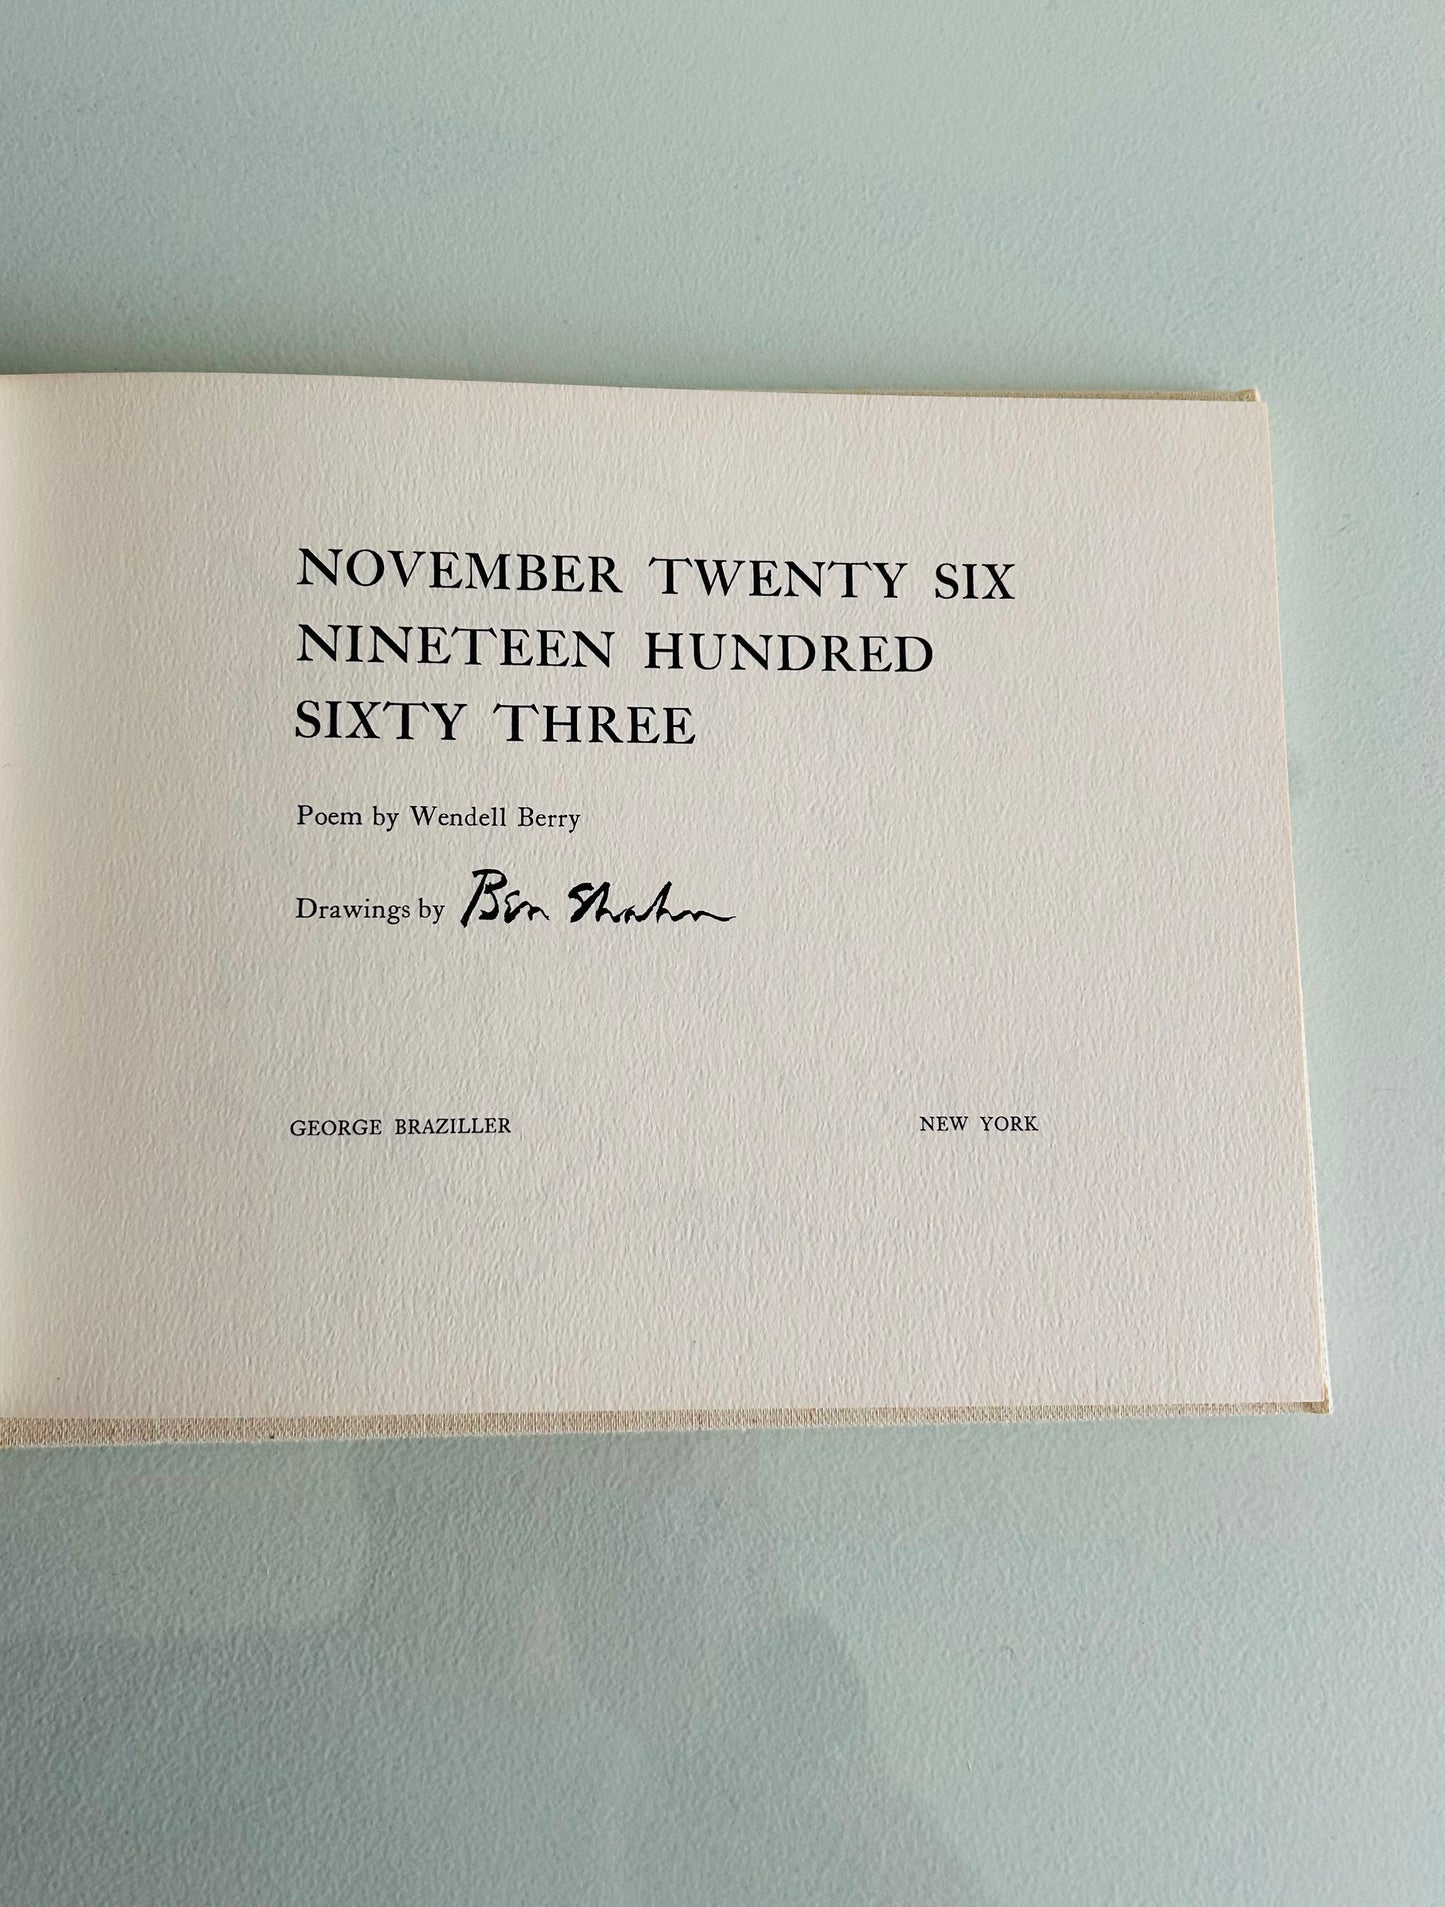 NOVEMBER TWENTY SIX
NINETEEN HUNDRED
SIXTY THREE
Poem by Wendell Berry
Drawings by Ben Shahn
GEORGE BRAZILLER NEW YORK